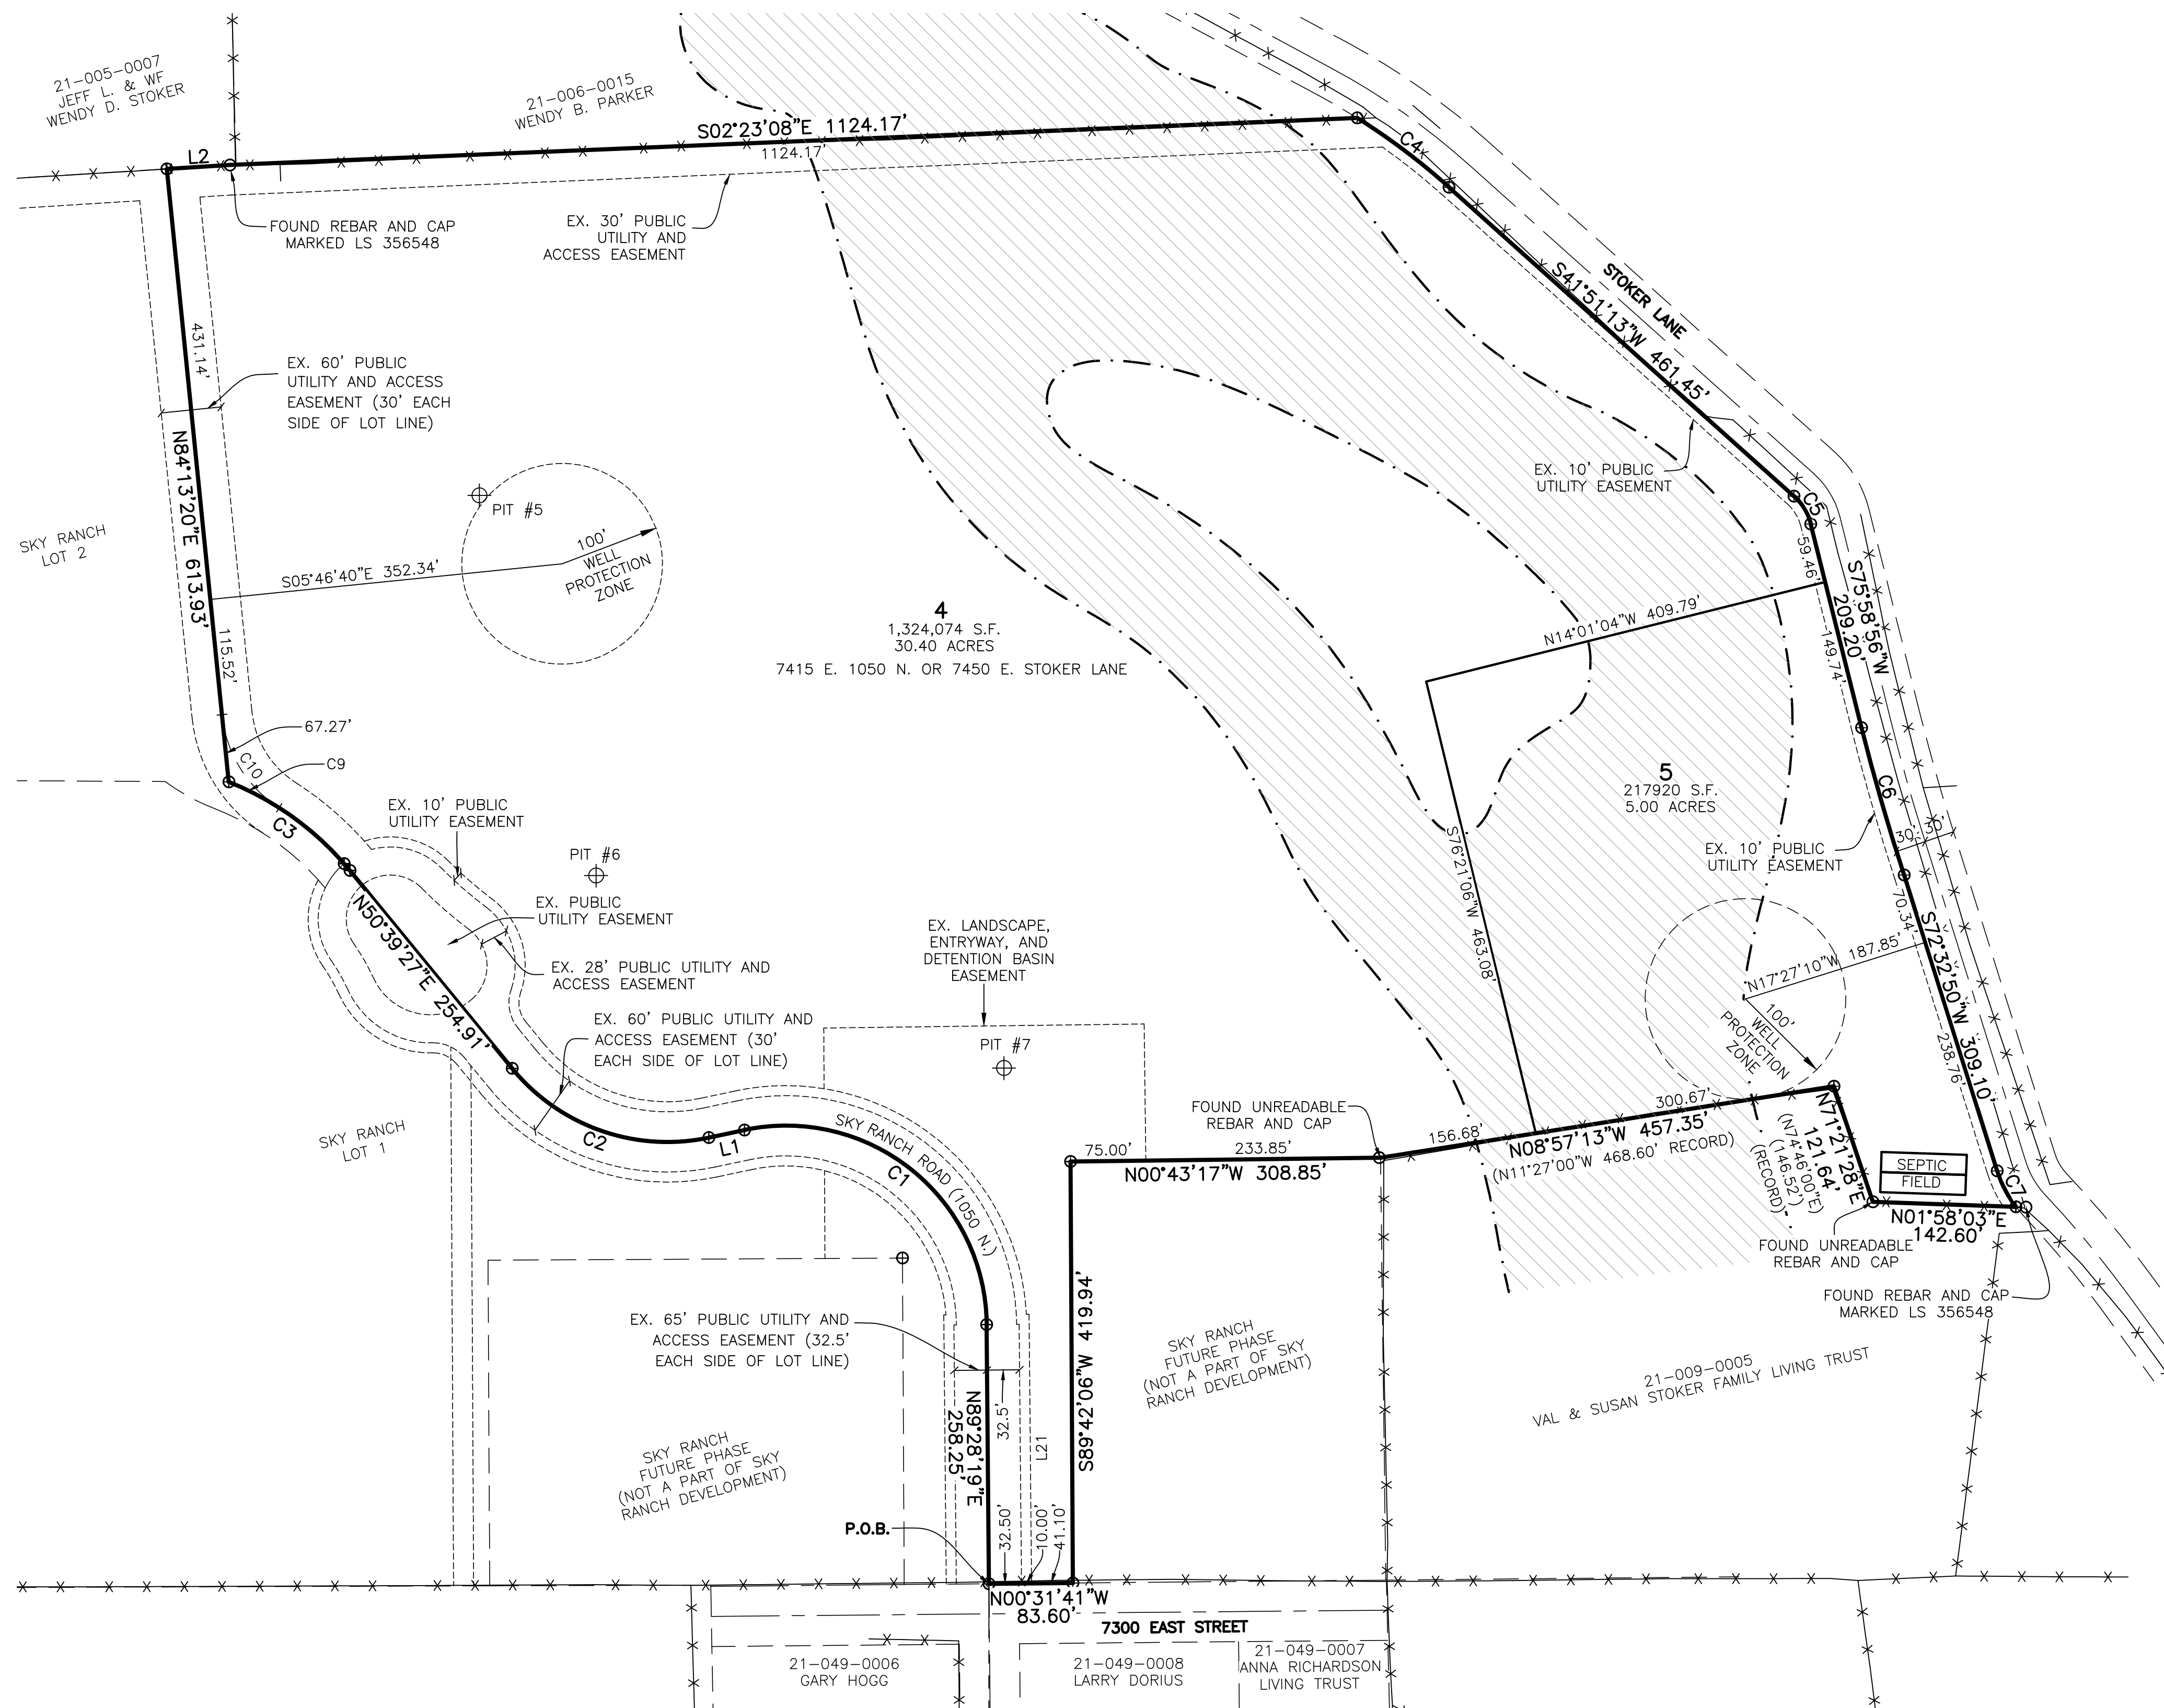 21-005-0007
JEFF L. & WF
WENDY D. STOKER
21-006-0015
WENDY B. PARKER
S02°23'08"E 1124.17'
1124.17'
L2
C4
FOUND REBAR AND CAP
MARKED LS 356548
EX. 30' PUBLIC
UTILITY AND
ACCESS EASEMENT
STOKER LANE
S41°51'13"W 461.45'
431.14'
EX. 60' PUBLIC
UTILITY AND ACCESS
EASEMENT (30' EACH
SIDE OF LOT LINE)
N84°13'20"E 613.93'
EX. 10' PUBLIC
UTILITY EASEMENT
C5
59.46'
S75°58'56"W
209.20'
149.74'
PIT #5
100'
WELL
PROTECTION
ZONE
SKY RANCH
LOT 2
S05°46'40"E 352.34'
115.52'
4
1,324,074 S.F.
30.40 ACRES
7415 E. 1050 N. OR 7450 E. STOKER LANE
N14°01'04"W 409.79'
67.27'
C10
C9
C3
5
217920 S.F.
5.00 ACRES
C6
30'
30'
S76°21'06"W 463.08'
EX. 10' PUBLIC
UTILITY EASEMENT
EX. 10' PUBLIC
UTILITY EASEMENT
PIT #6
EX. PUBLIC
UTILITY EASEMENT
N50°39'27"E 254.91'
EX. 28' PUBLIC UTILITY AND
ACCESS EASEMENT
EX. LANDSCAPE,
ENTRYWAY, AND
DETENTION BASIN
EASEMENT
70.34'
S72°32'50"W 309.10'
238.76'
N17°27'10"W 187.85'
100'
WELL
PROTECTION
ZONE
EX. 60' PUBLIC UTILITY AND
ACCESS EASEMENT (30'
EACH SIDE OF LOT LINE)
PIT #7
SKY RANCH
LOT 1
C2
L1
C1
SKY RANCH ROAD (1050 N.)
FOUND UNREADABLE
REBAR AND CAP
75.00'
233.85'
N00°43'17"W 308.85'
156.68'
300.67'
N08°57'13"W 457.35'
(N11°27'00"W 468.60' RECORD)
N71°21'28"E
121.64'
(N74°46'00"E)
(146.52')
(RECORD)
SEPTIC
FIELD
C7
N01°58'03"E
142.60'
FOUND UNREADABLE
REBAR AND CAP
FOUND REBAR AND CAP
MARKED LS 356548
EX. 65' PUBLIC UTILITY AND
ACCESS EASEMENT (32.5'
EACH SIDE OF LOT LINE)
N89°28'19"E
258.25'
32.5'
L21
S89°42'06"W 419.94'
SKY RANCH
FUTURE PHASE
(NOT A PART OF SKY
RANCH DEVELOPMENT)
21-009-0005
VAL & SUSAN STOKER FAMILY LIVING TRUST
SKY RANCH
FUTURE PHASE
(NOT A PART OF SKY
RANCH DEVELOPMENT)
P.O.B.
32.50'
10.00'
41.10'
N00°31'41"W
83.60'
7300 EAST STREET
21-049-0006
GARY HOGG
21-049-0008
LARRY DORIUS
21-049-0007
ANNA RICHARDSON
LIVING TRUST